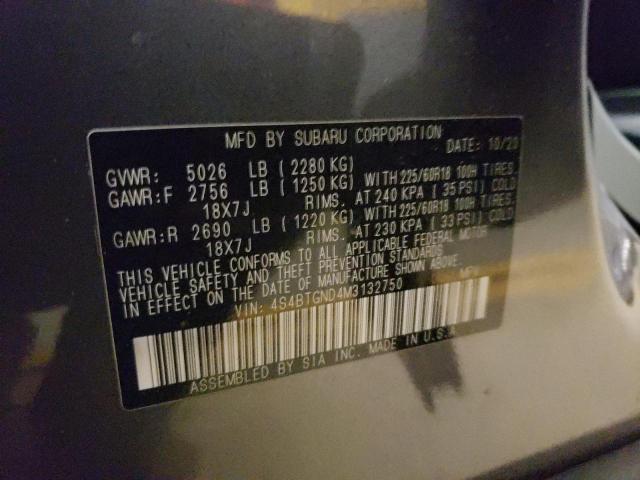 MFD BY SUBARU CORPORATION DATE: 10/20
GVWR: 5026 LB (2280 KG)
GAWR:F 2756 LB (1250 KG) WITH 225/60R18 100H TIRES,
18X7J RIMS, AT 240 KPA (35 PSI) COLD
GAWR:R 2690 LB (1220 KG) WITH 225/60R18 100H TIRES,
18X7J RIMS, AT 230 KPA (33 PSI) COLD
THIS VEHICLE CONFORMS TO ALL APPLICABLE FEDERAL MOTOR
VEHICLE SAFETY AND THEFT PREVENTION STANDARDS
IN EFFECT ON THE DATE OF MANUFACTURE SHOWN ABOVE.
VIN: 4S4BTGND4M3132750 MPV
ASSEMBLED BY SIA INC. MADE IN U.S.A.